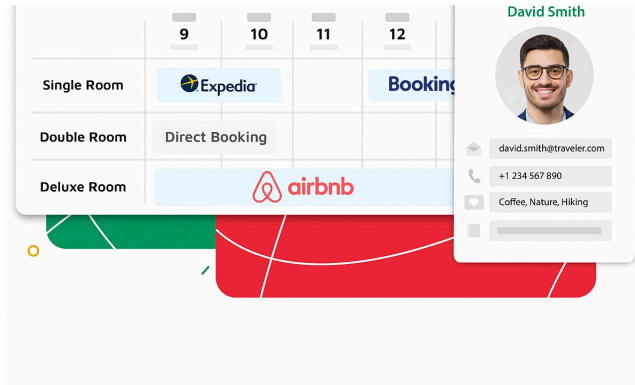 David Smith
9 10 11 12
Single Room Expedia Booking
Double Room Direct Booking
Deluxe Room airbnb
david.smith@traveler.com
+1 234 567 890
Coffee, Nature, Hiking